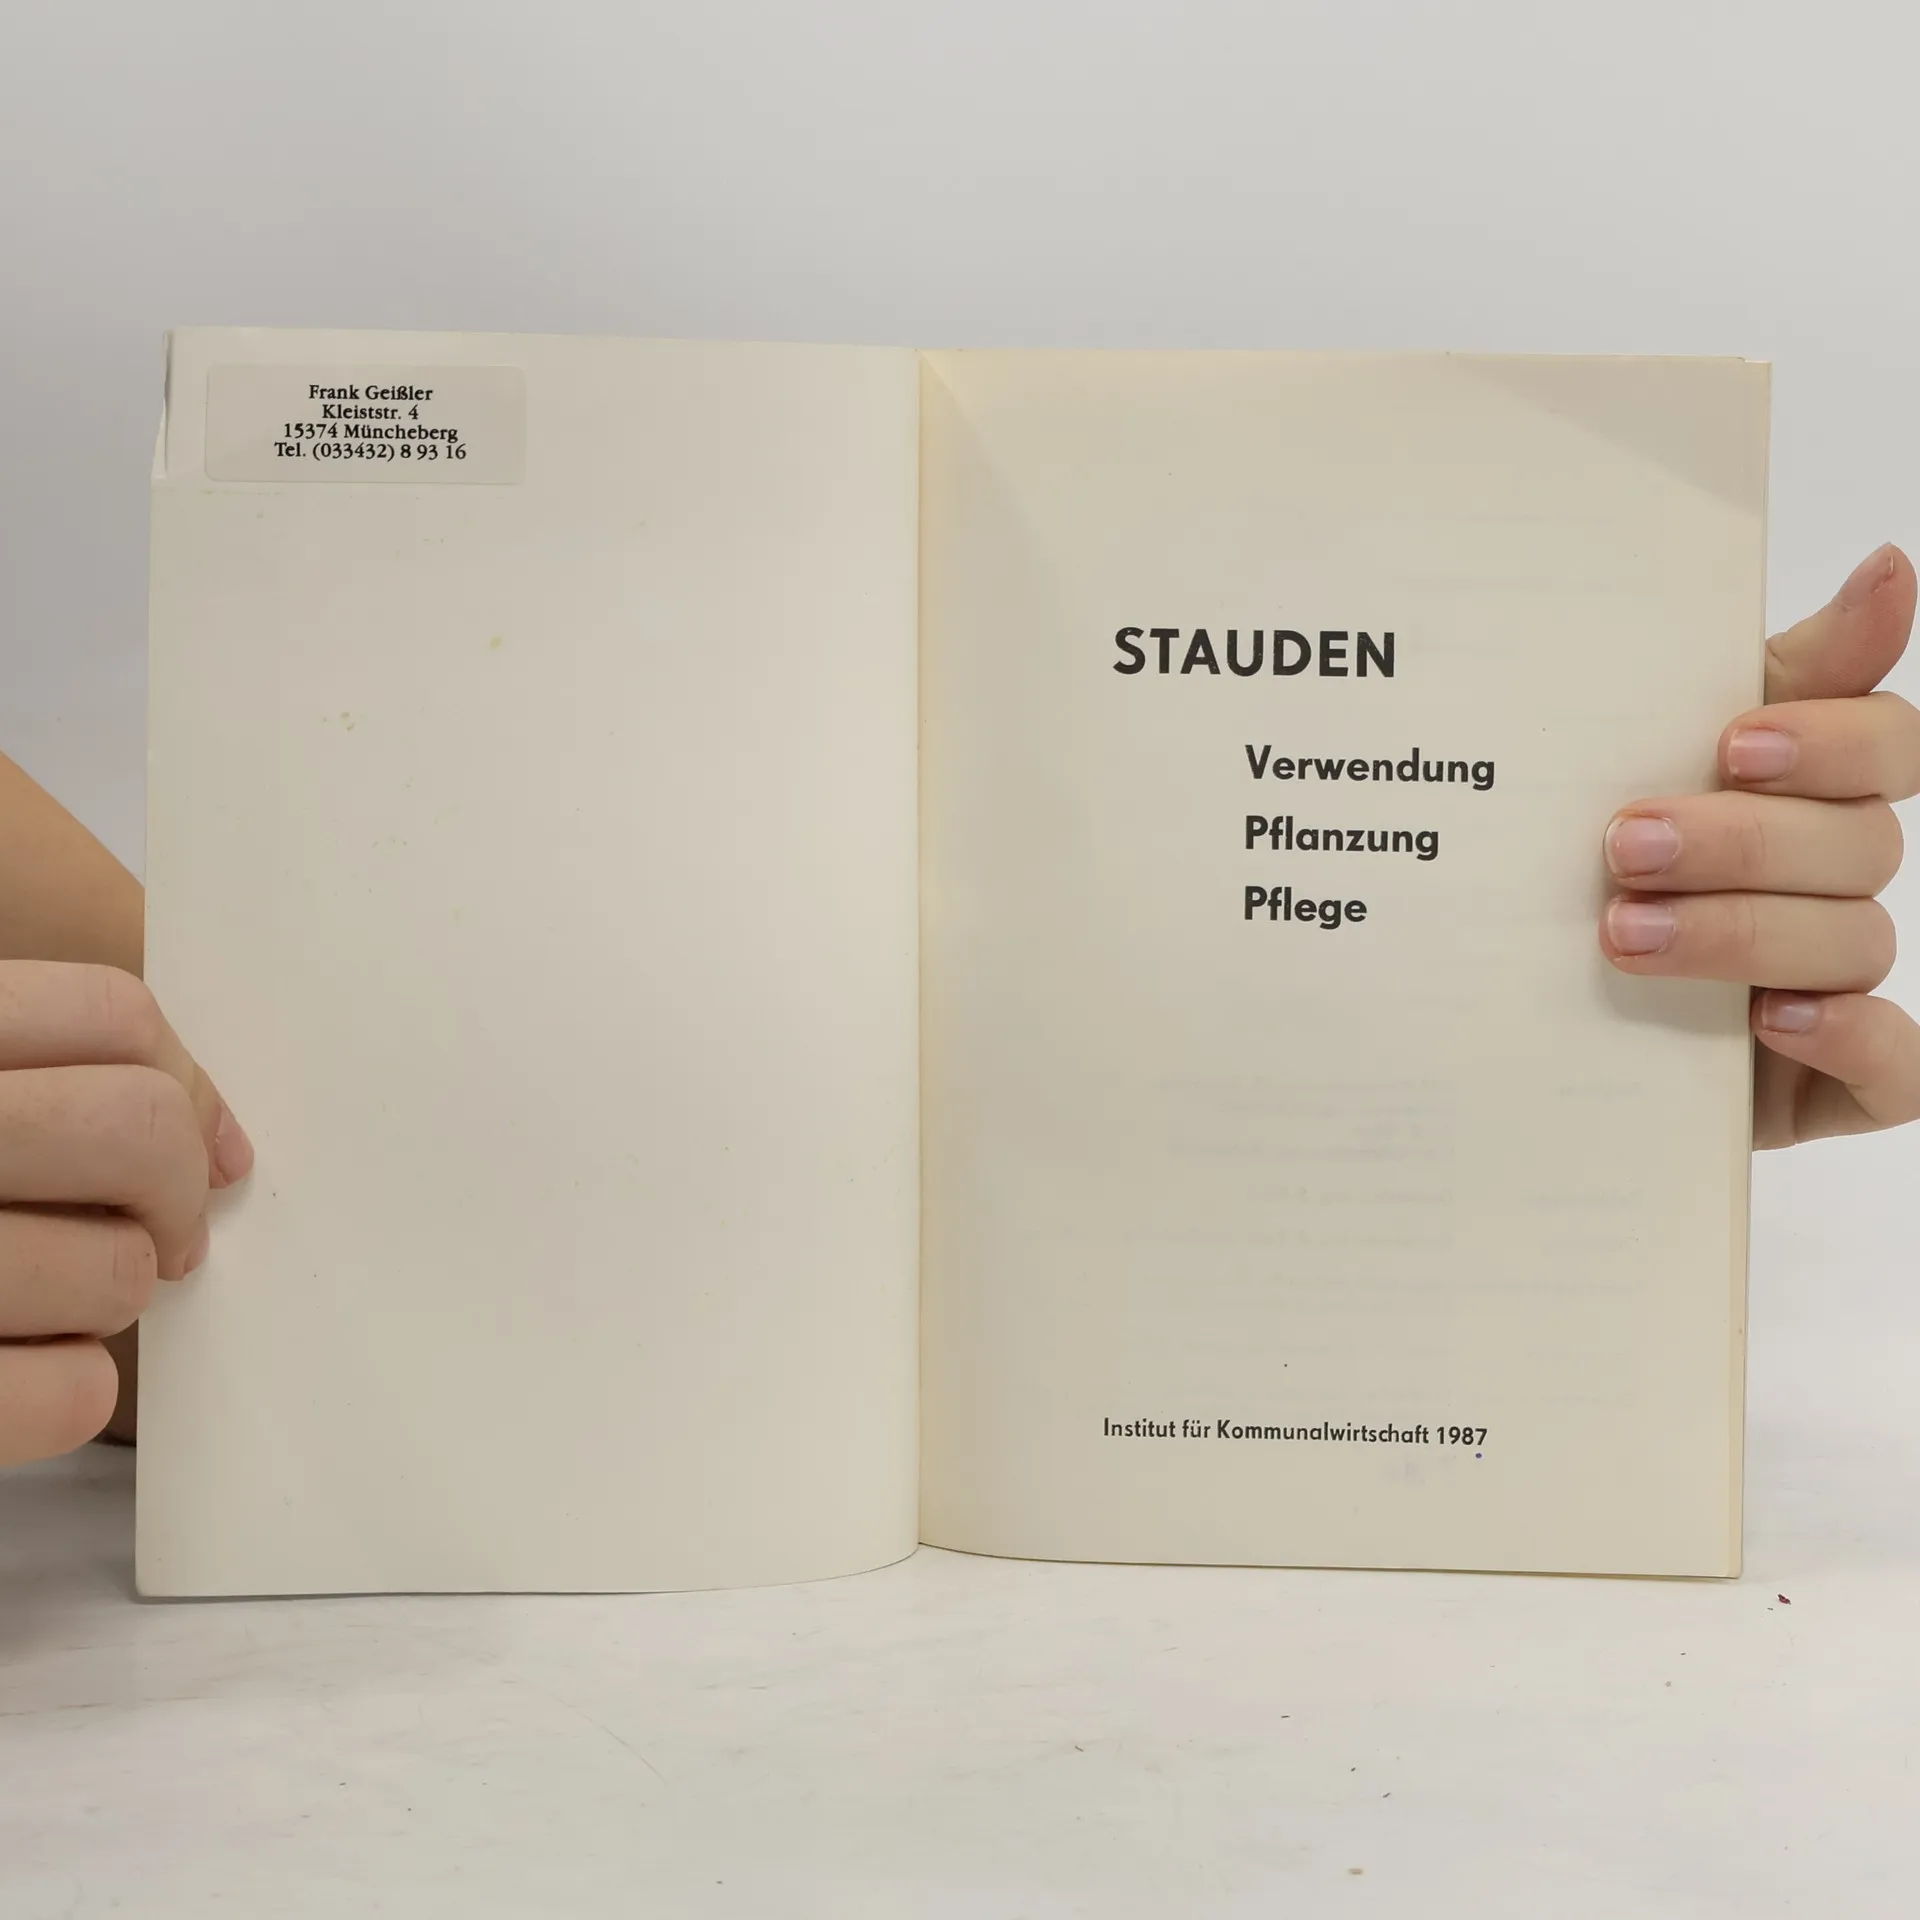 Frank Geißler
Kleiststr. 4
15374 Müncheberg
Tel. (033432) 8 93 16
STAUDEN
Verwendung
Pflanzung
Pflege
Institut für Kommunalwirtschaft 1987